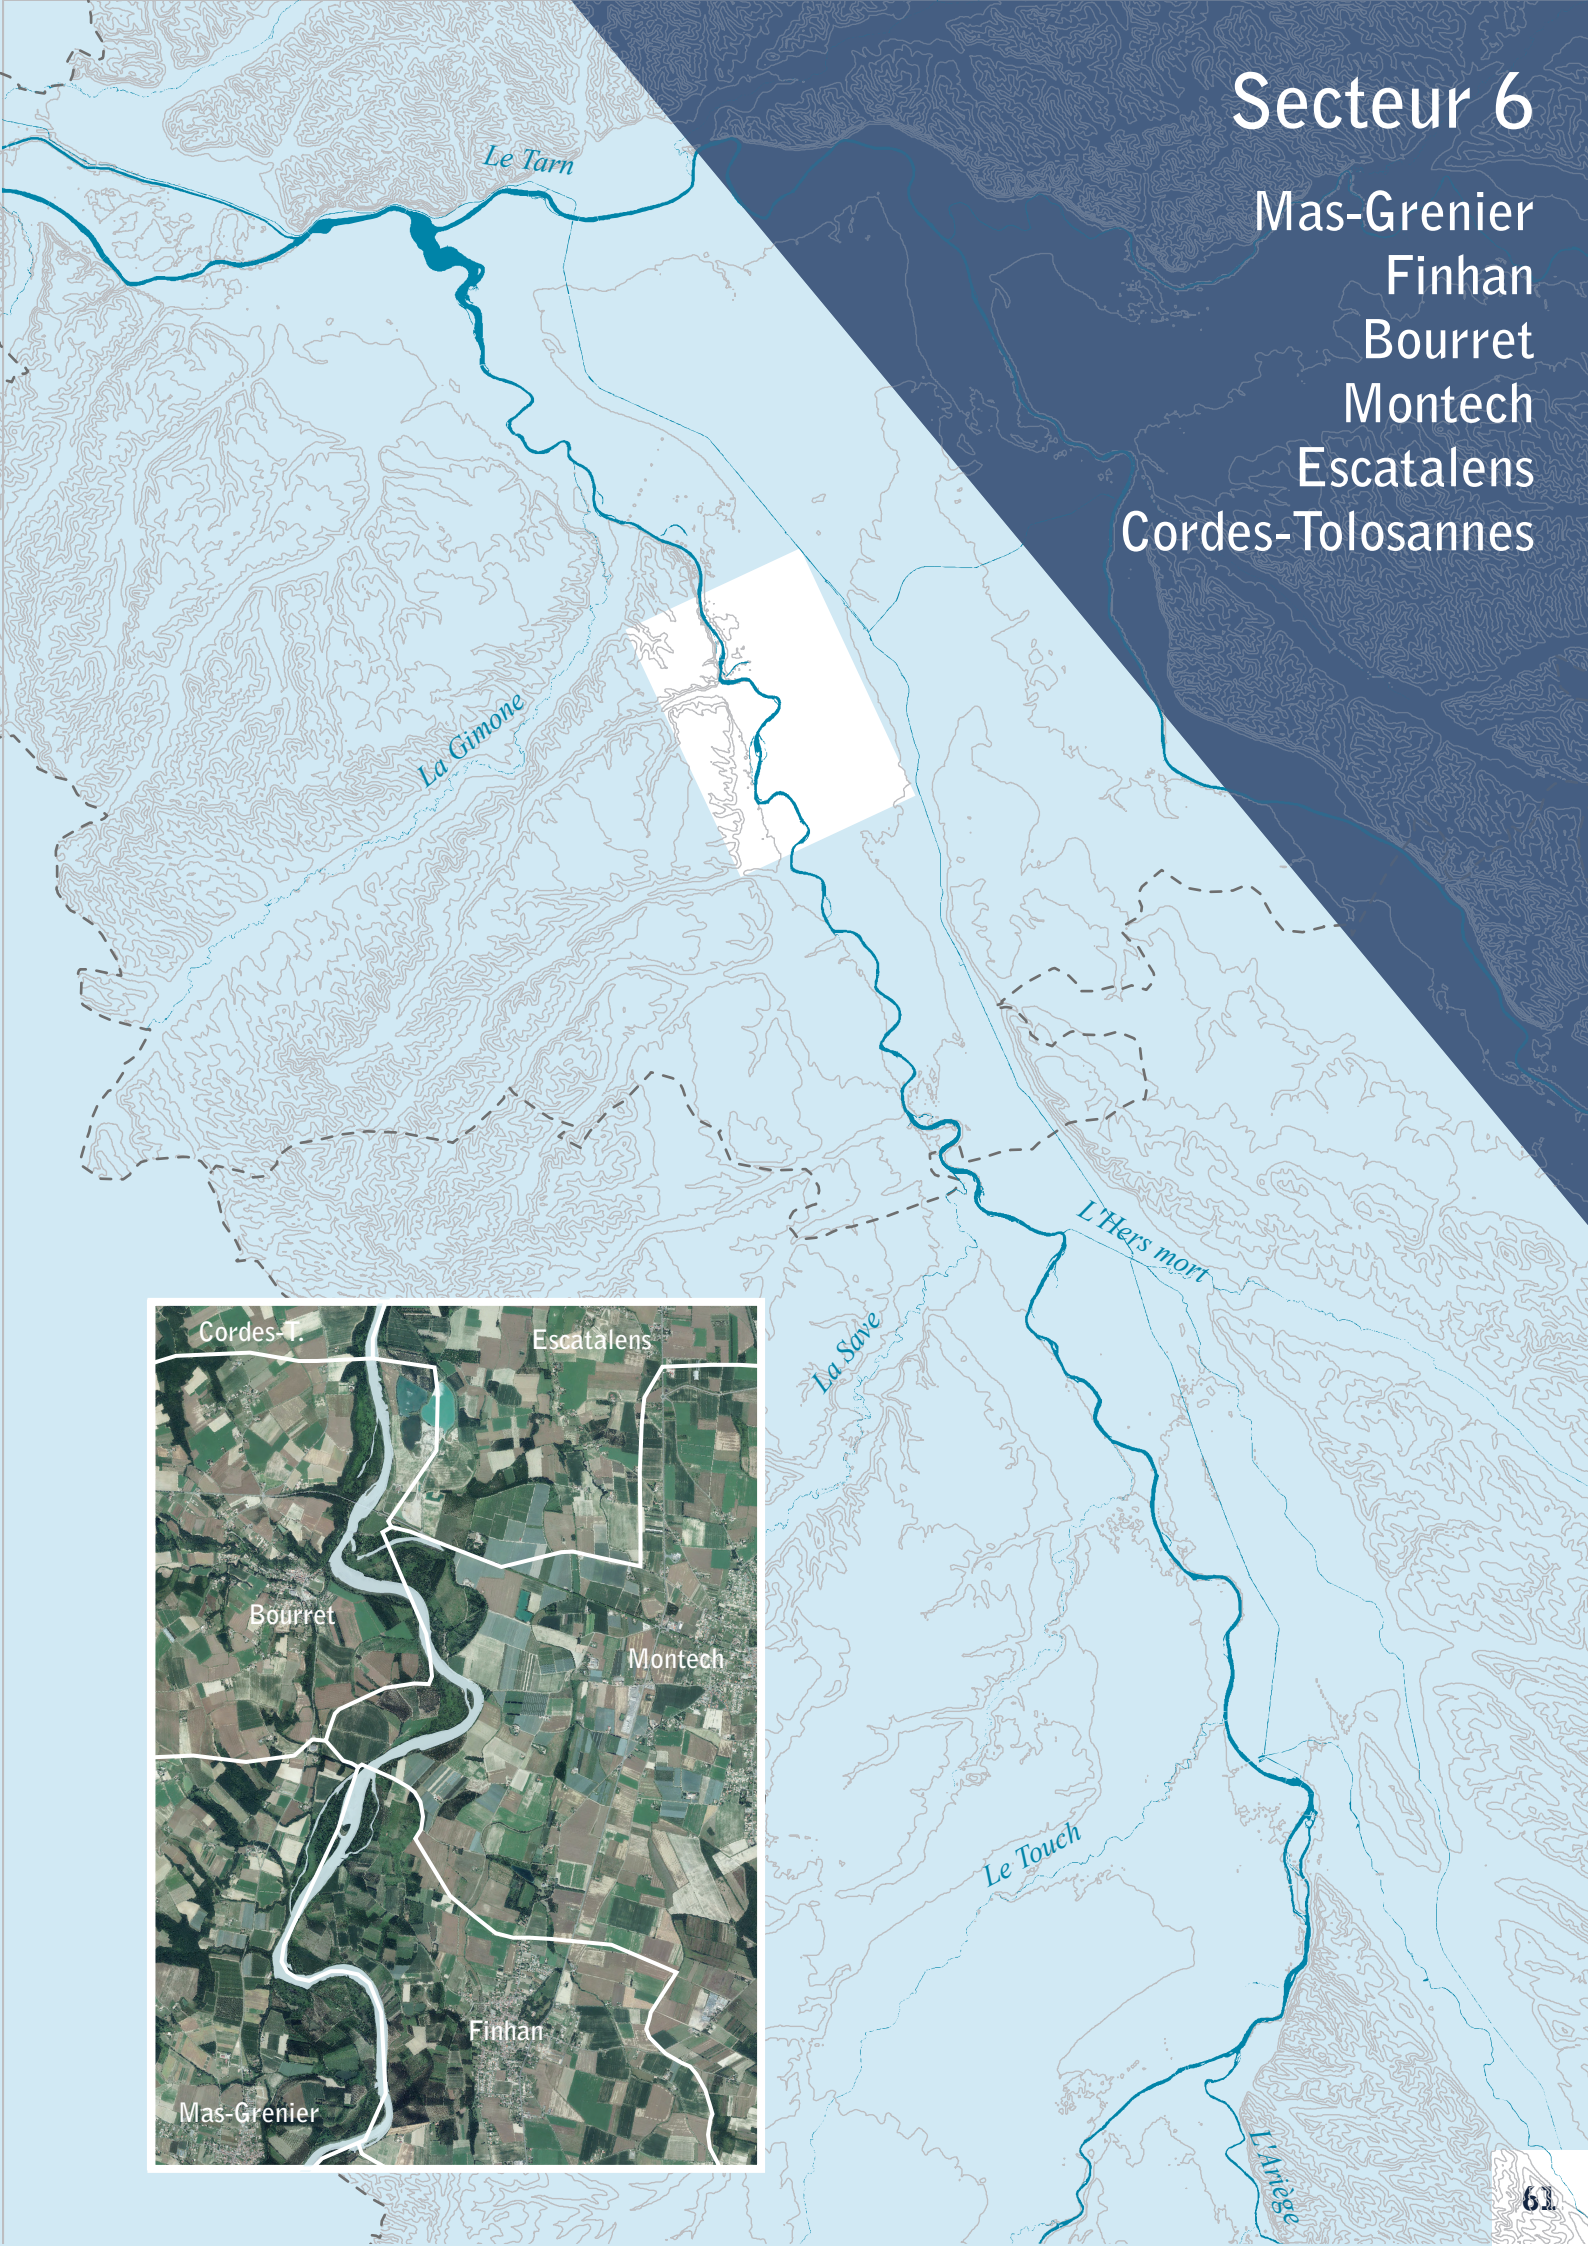 Secteur 6
Mas-Grenier
Finhan
Bourret
Montech
Escatalens
Cordes-Tolosannes
Le Tarn
La Gimone
L'Hers mort
La Save
Le Touch
L'Ariège
Cordes-T.
Escatalens
Bourret
Montech
Finhan
Mas-Grenier
61